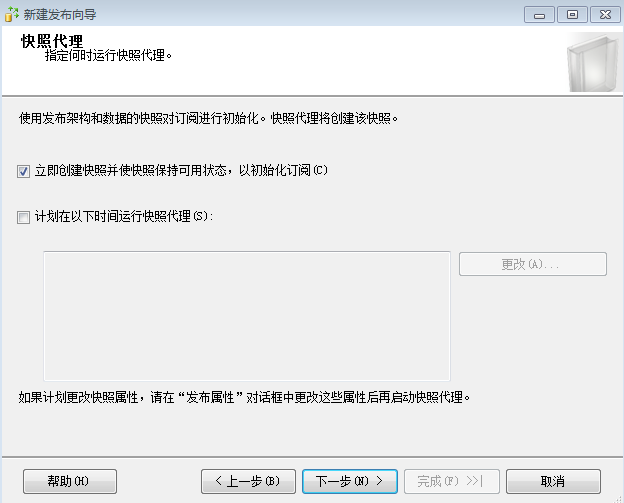 新建发布向导
快照代理
指定何时运行快照代理。
使用发布架构和数据的快照对订阅进行初始化。快照代理将创建该快照。
立即创建快照并使快照保持可用状态，以初始化订阅(C)
计划在以下时间运行快照代理(S):
更改(A)...
如果计划更改快照属性，请在“发布属性”对话框中更改这些属性后再启动快照代理。
帮助(H) < 上一步(B) 下一步(N) > 完成(F) >>| 取消